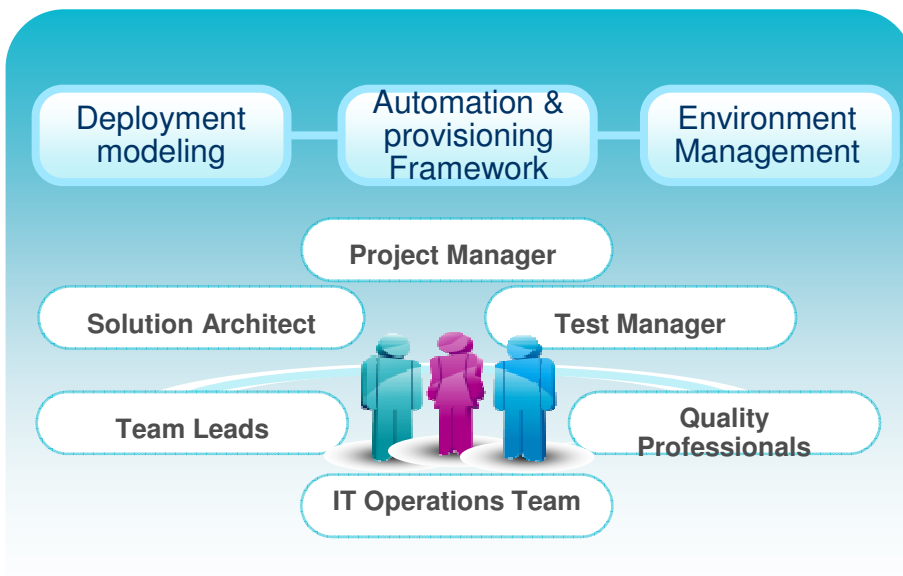 Deployment
modeling
Automation &
provisioning
Framework
Environment
Management
Project Manager
Solution Architect
Test Manager
Team Leads
Quality
Professionals
IT Operations Team